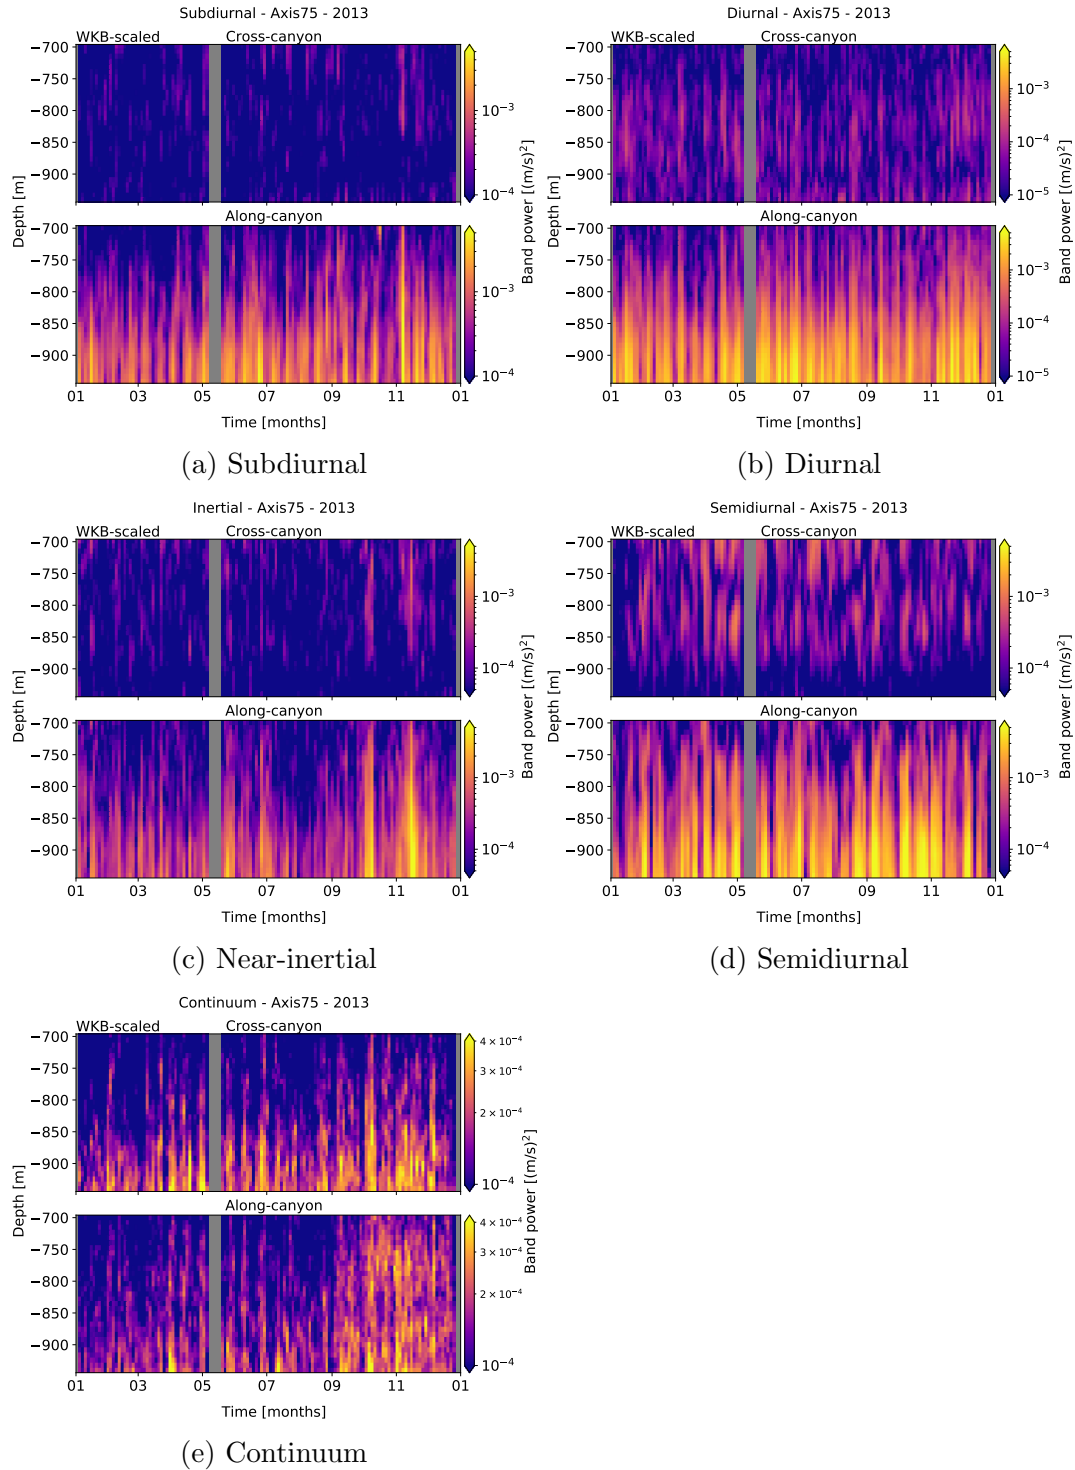 Subdiurnal - Axis75 - 2013
WKB-scaled Cross-canyon
−700
−750
−800
−850
−900
10⁻³
10⁻⁴
Along-canyon
−700
−750
−800
−850
−900
10⁻³
10⁻⁴
Depth [m]
Band power [(m/s)²]
01 03 05 07 09 11 01
Time [months]
(a) Subdiurnal
Diurnal - Axis75 - 2013
WKB-scaled Cross-canyon
−700
−750
−800
−850
−900
10⁻³
10⁻⁴
10⁻⁵
Along-canyon
−700
−750
−800
−850
−900
10⁻³
10⁻⁴
10⁻⁵
Depth [m]
Band power [(m/s)²]
01 03 05 07 09 11 01
Time [months]
(b) Diurnal
Inertial - Axis75 - 2013
WKB-scaled Cross-canyon
−700
−750
−800
−850
−900
10⁻³
10⁻⁴
Along-canyon
−700
−750
−800
−850
−900
10⁻³
10⁻⁴
Depth [m]
Band power [(m/s)²]
01 03 05 07 09 11 01
Time [months]
(c) Near-inertial
Semidiurnal - Axis75 - 2013
WKB-scaled Cross-canyon
−700
−750
−800
−850
−900
10⁻³
10⁻⁴
Along-canyon
−700
−750
−800
−850
−900
10⁻³
10⁻⁴
Depth [m]
Band power [(m/s)²]
01 03 05 07 09 11 01
Time [months]
(d) Semidiurnal
Continuum - Axis75 - 2013
WKB-scaled Cross-canyon
−700
−750
−800
−850
−900
4 × 10⁻⁴
3 × 10⁻⁴
2 × 10⁻⁴
10⁻⁴
Along-canyon
−700
−750
−800
−850
−900
4 × 10⁻⁴
3 × 10⁻⁴
2 × 10⁻⁴
10⁻⁴
Depth [m]
Band power [(m/s)²]
01 03 05 07 09 11 01
Time [months]
(e) Continuum